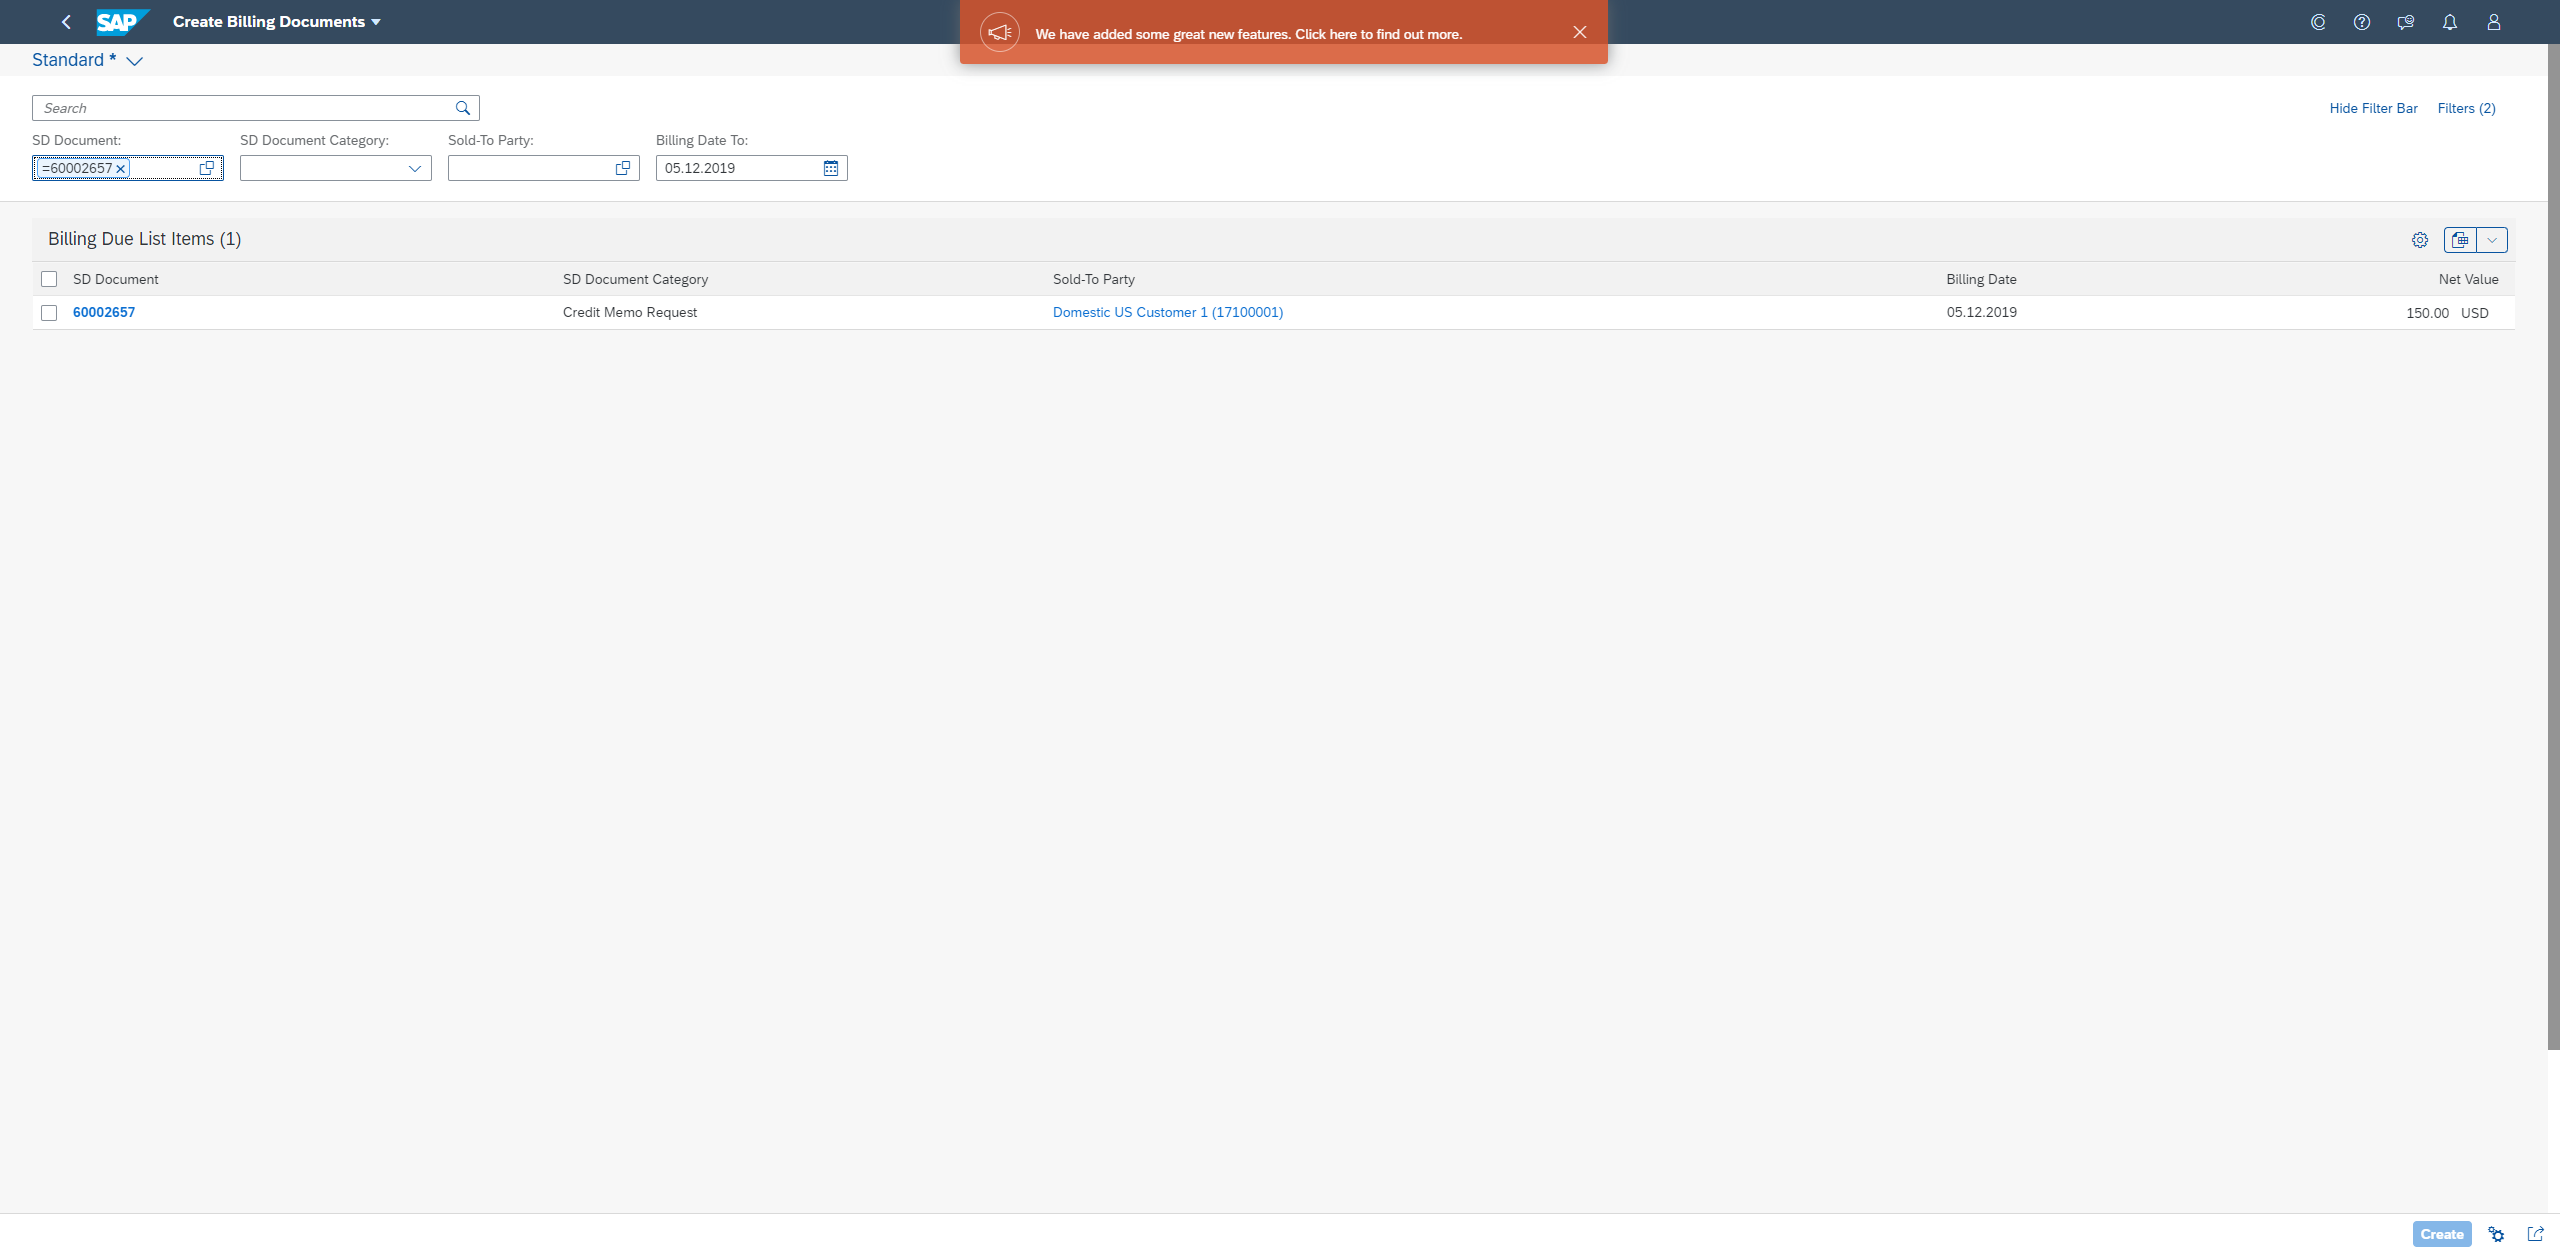 SAP Create Billing Documents
We have added some great new features. Click here to find out more.
Standard *
Search
Hide Filter Bar Filters (2)
SD Document: SD Document Category: Sold-To Party: Billing Date To:
=60002657 05.12.2019
Billing Due List Items (1)
SD Document SD Document Category Sold-To Party Billing Date Net Value
60002657 Credit Memo Request Domestic US Customer 1 (17100001) 05.12.2019 150.00 USD
Create